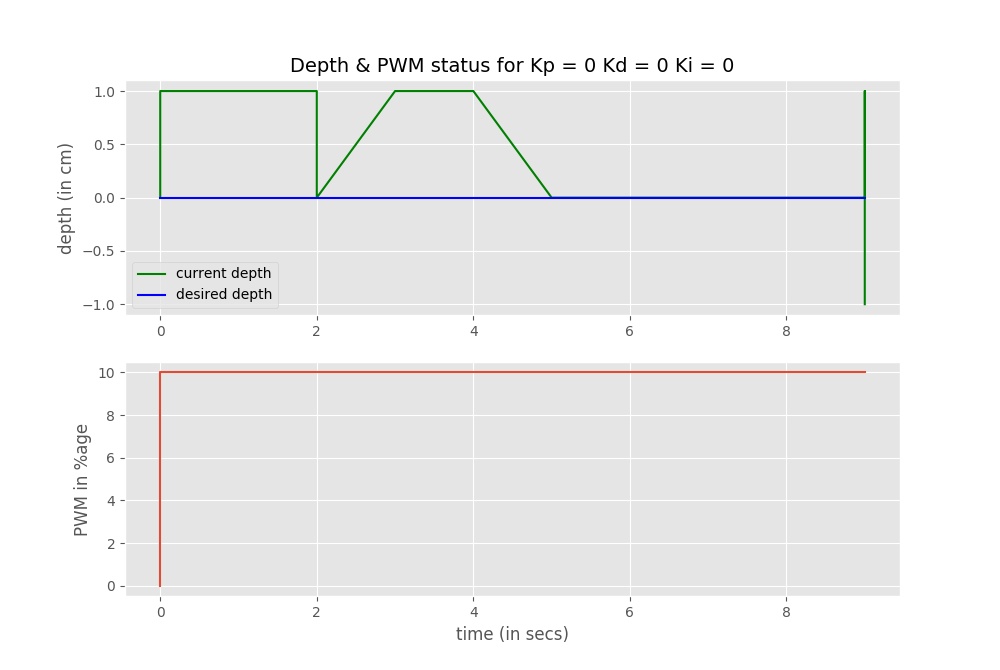 Depth & PWM status for Kp = 0 Kd = 0 Ki = 0
depth (in cm)
1.0
0.5
0.0
−0.5
−1.0
current depth
desired depth
0 2 4 6 8
PWM in %age
10
8
6
4
2
0
0 2 4 6 8
time (in secs)